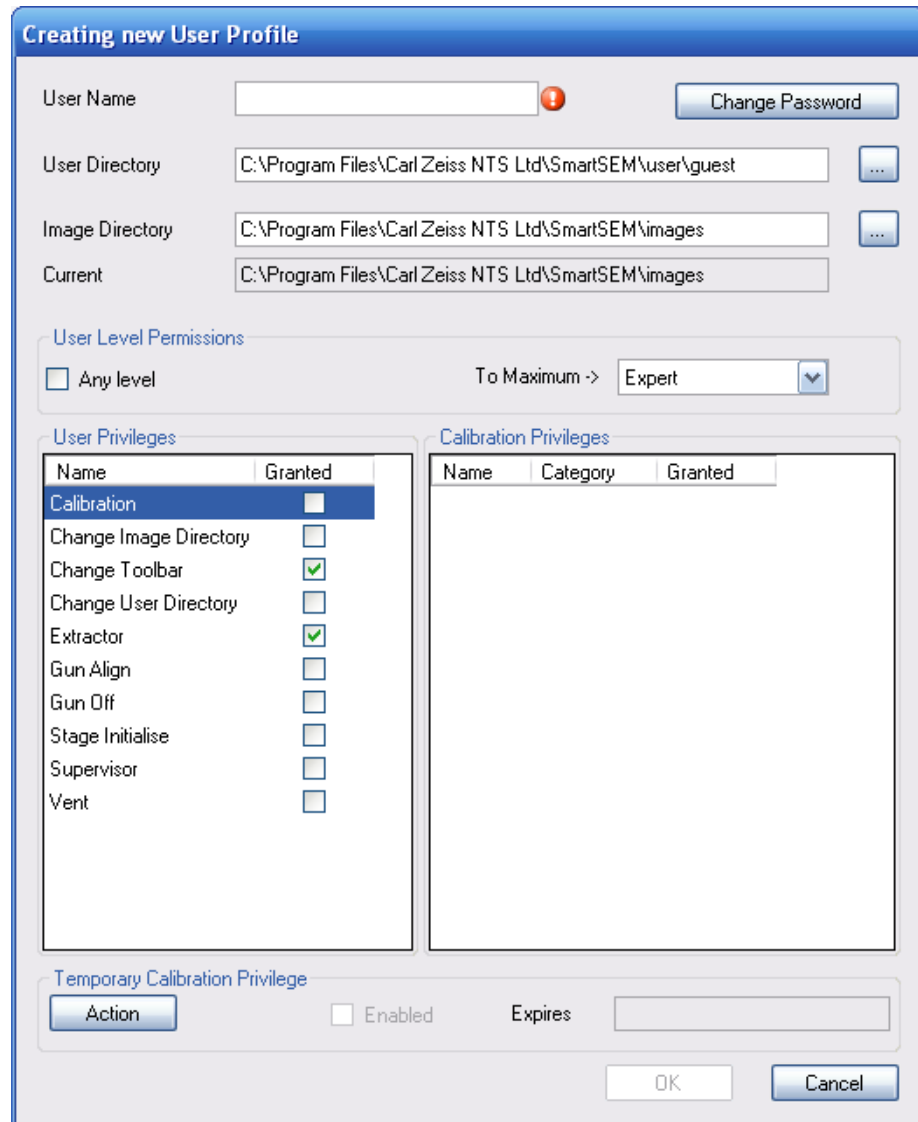 Creating new User Profile
User Name
Change Password
User Directory C:\Program Files\Carl Zeiss NTS Ltd\SmartSEM\user\guest ...
Image Directory C:\Program Files\Carl Zeiss NTS Ltd\SmartSEM\images ...
Current C:\Program Files\Carl Zeiss NTS Ltd\SmartSEM\images
User Level Permissions
Any level To Maximum -> Expert
User Privileges
Name Granted
Calibration
Change Image Directory
Change Toolbar
Change User Directory
Extractor
Gun Align
Gun Off
Stage Initialise
Supervisor
Vent
Calibration Privileges
Name Category Granted
Temporary Calibration Privilege
Action Enabled Expires
OK Cancel